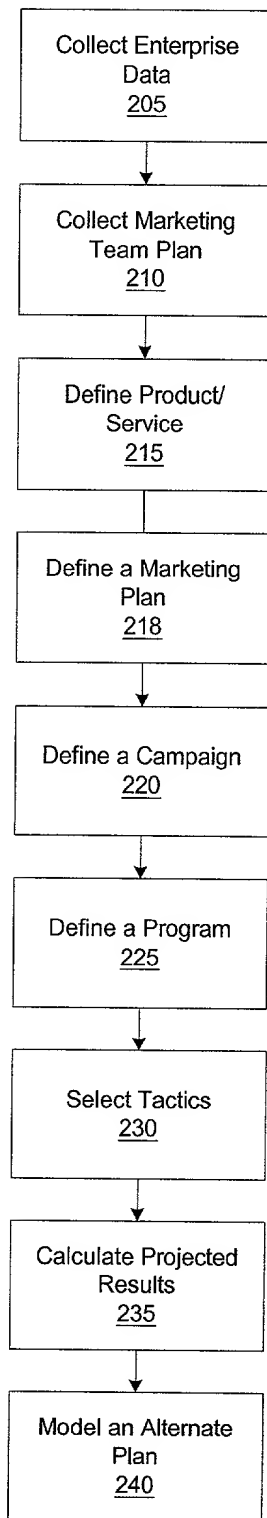 Collect Enterprise
Data
205
Collect Marketing
Team Plan
210
Define Product/
Service
215
Define a Marketing
Plan
218
Define a Campaign
220
Define a Program
225
Select Tactics
230
Calculate Projected
Results
235
Model an Alternate
Plan
240